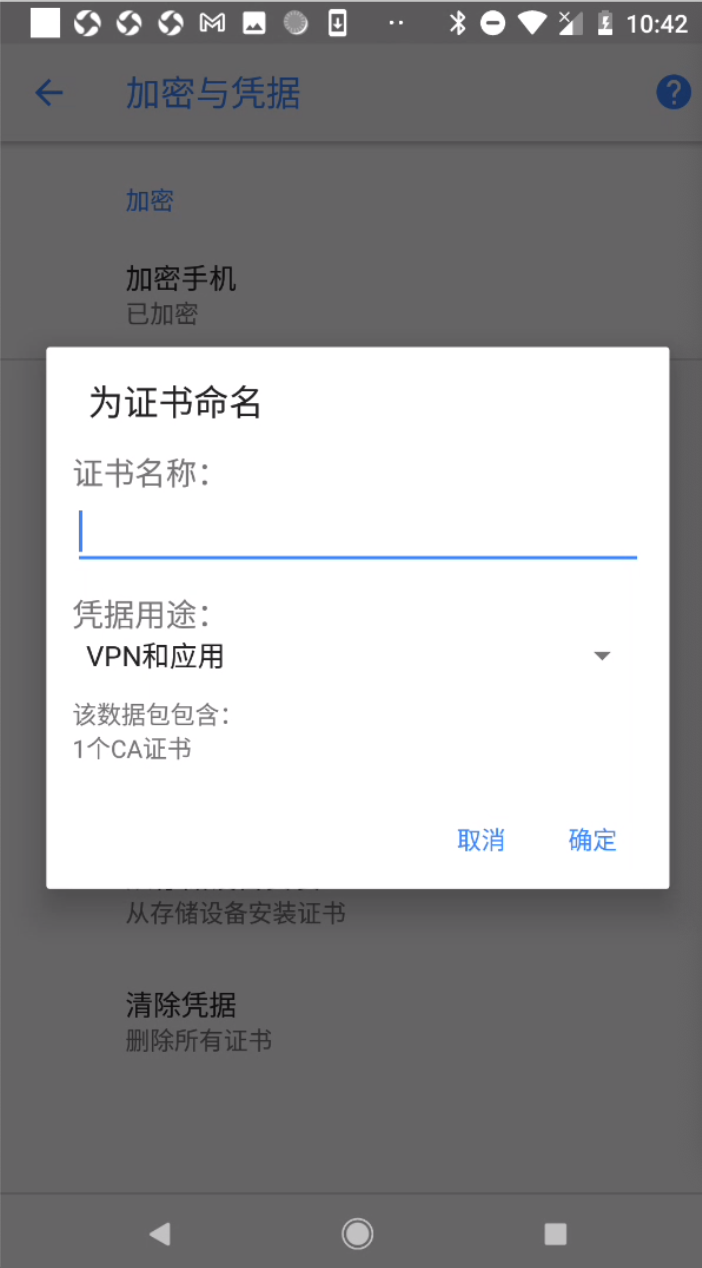 10:42
加密与凭据
加密
加密手机
已加密
为证书命名
证书名称：
凭据用途：
VPN和应用
该数据包包含：
1个CA证书
取消 确定
从存储设备安装证书
清除凭据
删除所有证书